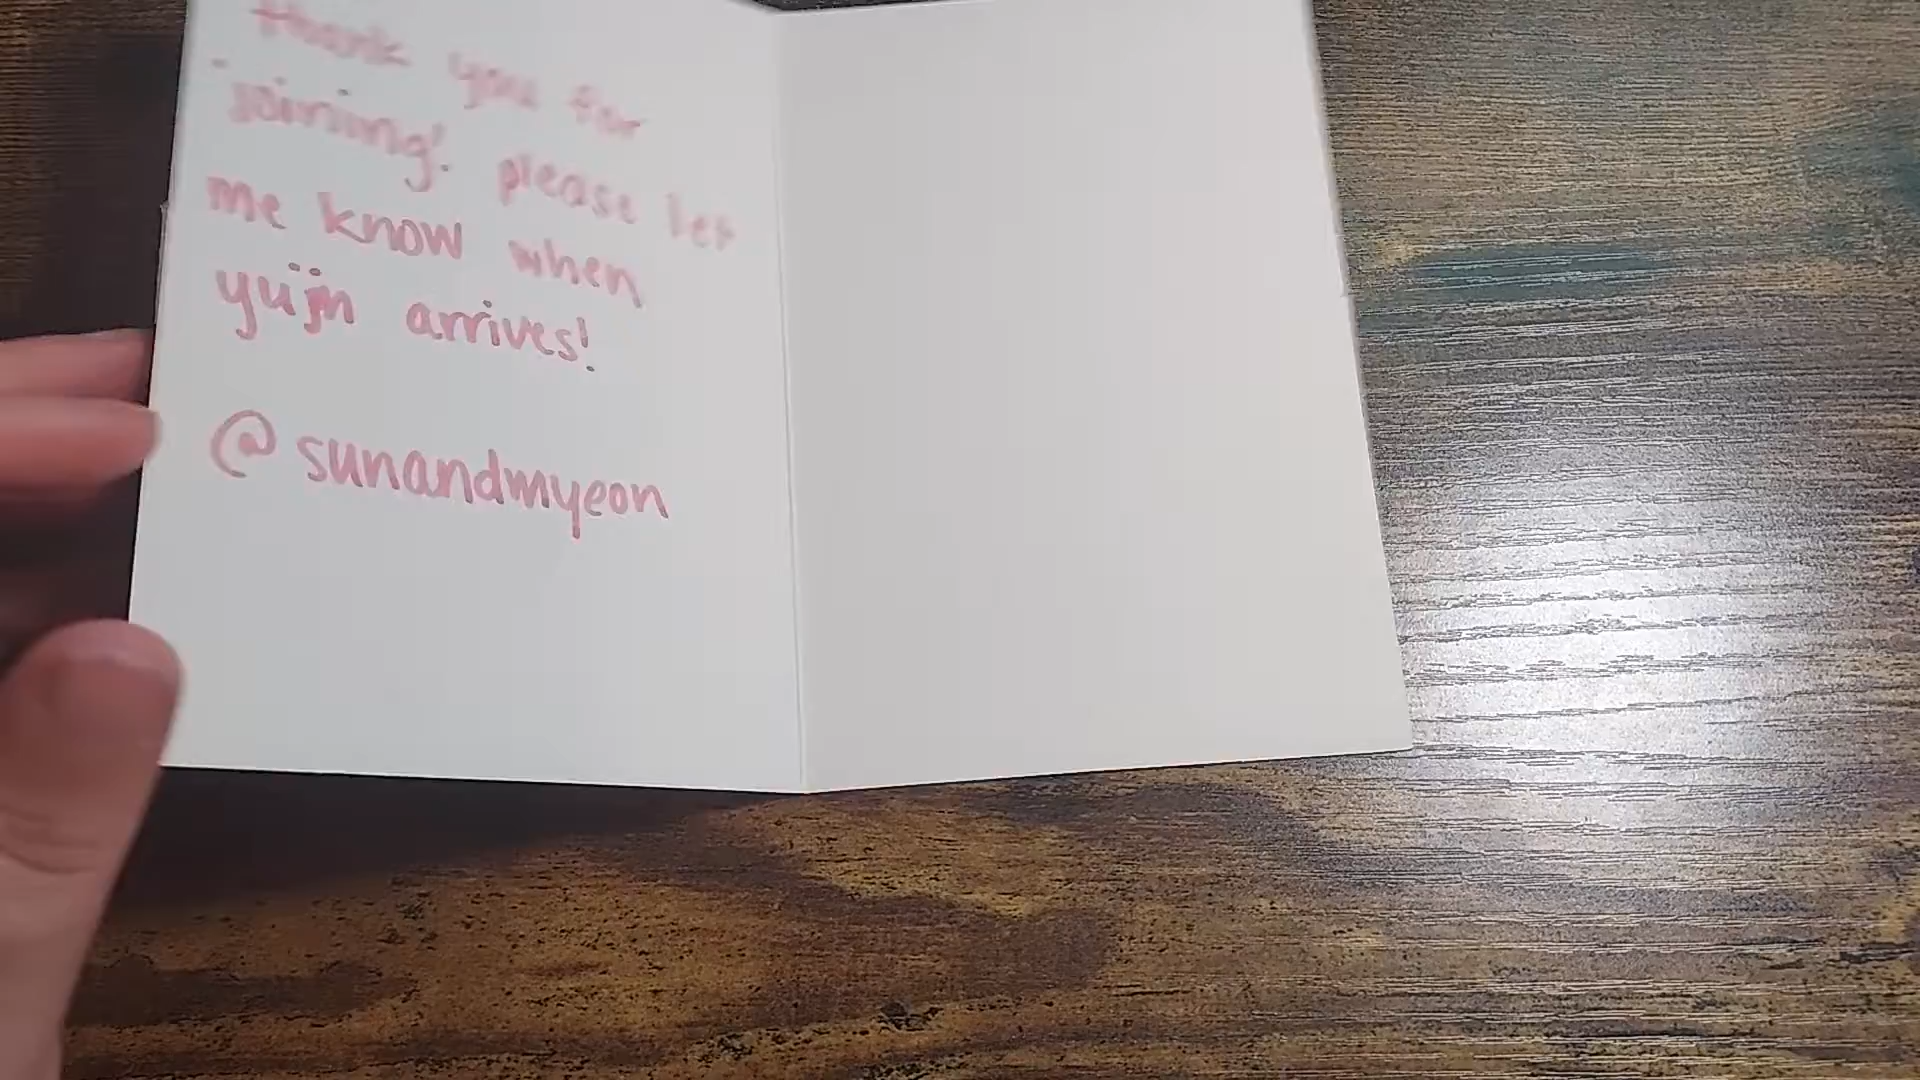 thank you for
joining! please let
me know when
yujin arrives!
@sunandmyeon